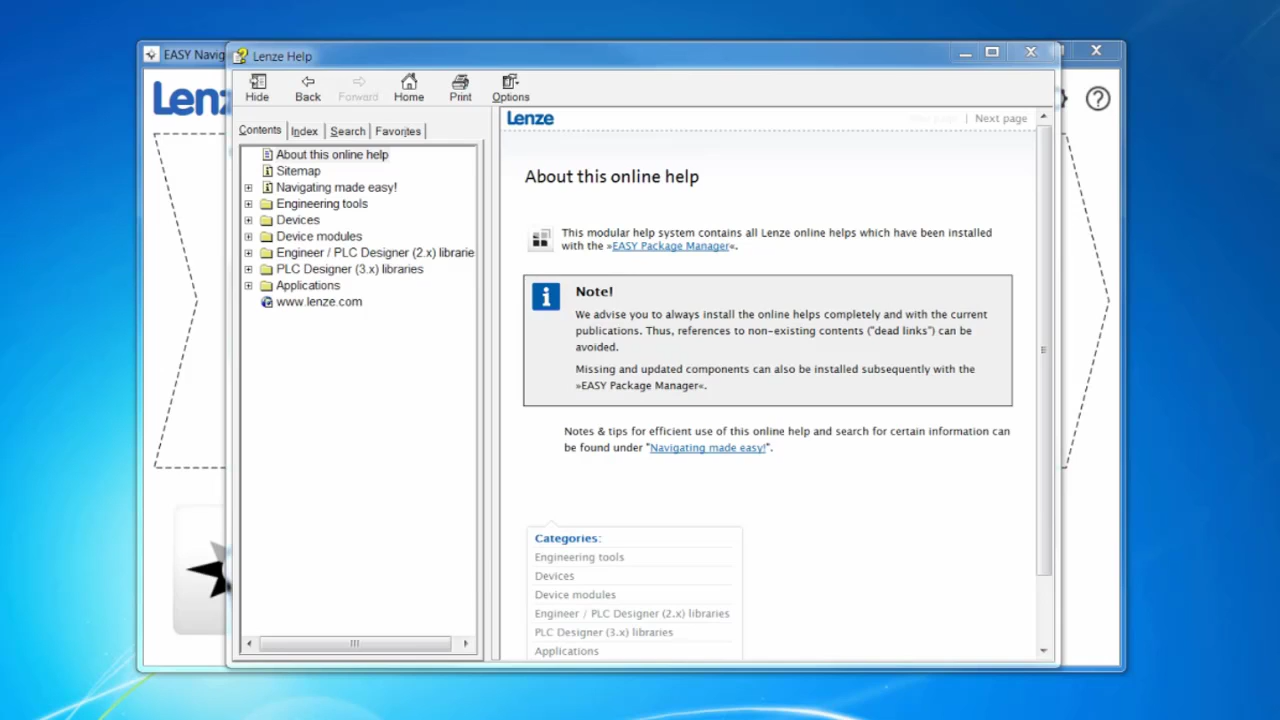 EASY Navig
Lenze Help
Lenz
Hide
Back
Forward
Home
Print
Options
Contents
Index
Search
Favorites
About this online help
Sitemap
Navigating made easy!
Engineering tools
Devices
Device modules
Engineer / PLC Designer (2.x) librarie
PLC Designer (3.x) libraries
Applications
www.lenze.com
Lenze
| Next page
About this online help
This modular help system contains all Lenze online helps which have been installed
with the »EASY Package Manager«.
Note!
We advise you to always install the online helps completely and with the current
publications. Thus, references to non-existing contents ("dead links") can be
avoided.
Missing and updated components can also be installed subsequently with the
»EASY Package Manager«.
Notes & tips for efficient use of this online help and search for certain information can
be found under "Navigating made easy!".
Categories:
Engineering tools
Devices
Device modules
Engineer / PLC Designer (2.x) libraries
PLC Designer (3.x) libraries
Applications